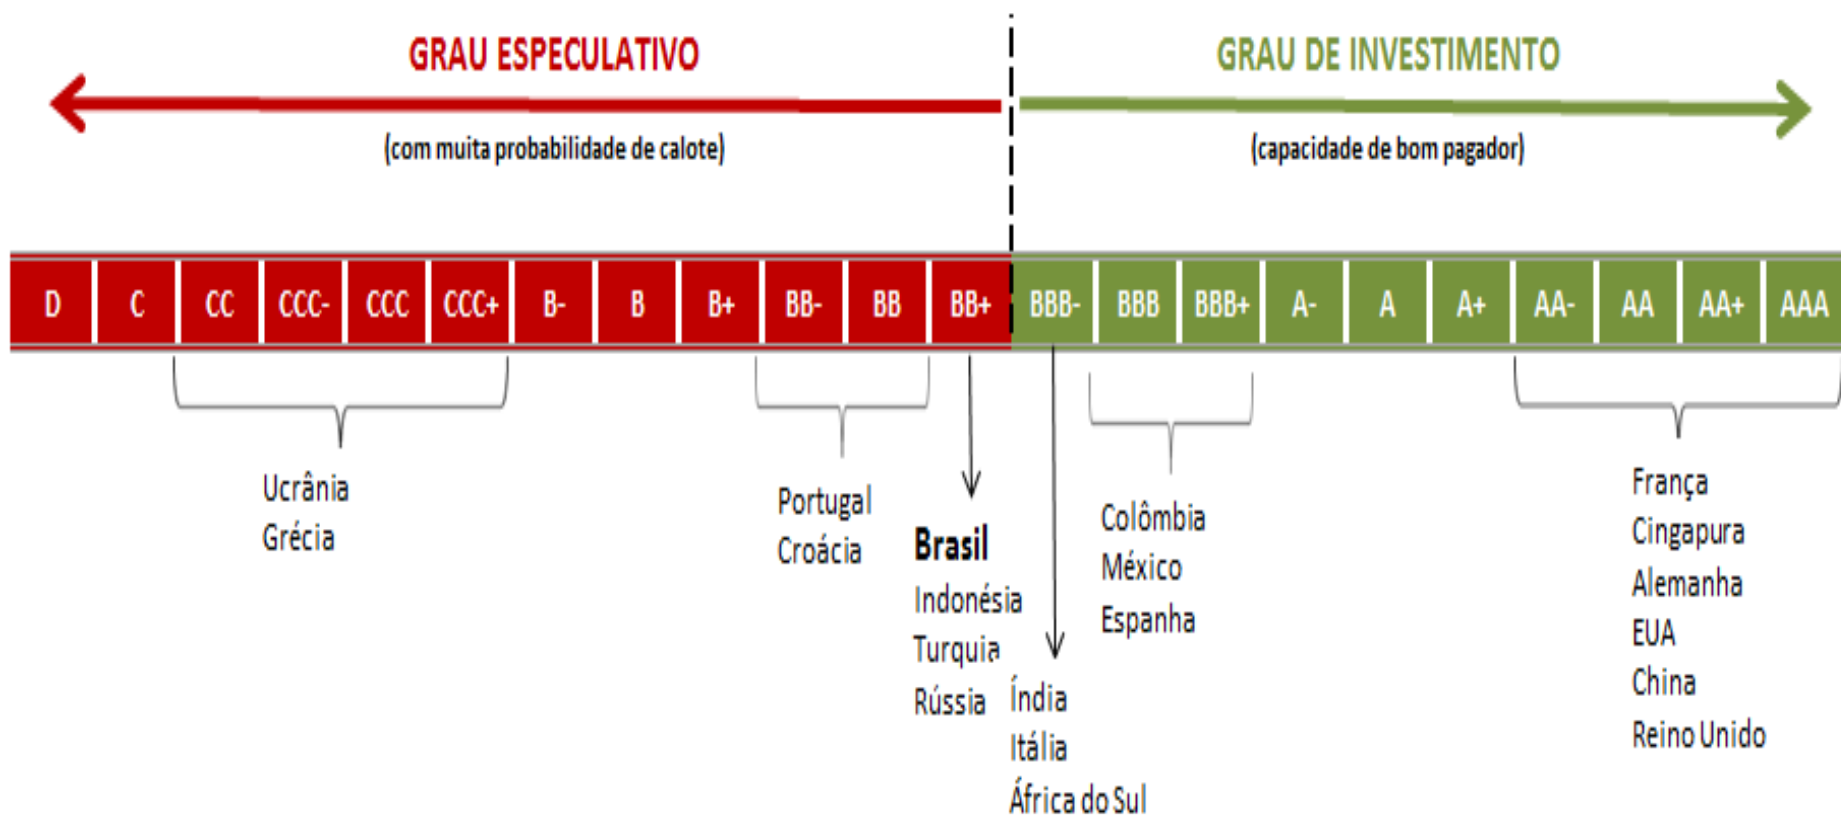 GRAU ESPECULATIVO
GRAU DE INVESTIMENTO
(com muita probabilidade de calote)
(capacidade de bom pagador)
D C CC CCC- CCC CCC+ B- B B+ BB- BB BB+ BBB- BBB BBB+ A- A A+ AA- AA AA+ AAA
Ucrânia
Grécia
Portugal
Croácia
Brasil
Indonésia
Turquia
Rússia
Índia
Itália
África do Sul
Colômbia
México
Espanha
França
Cingapura
Alemanha
EUA
China
Reino Unido